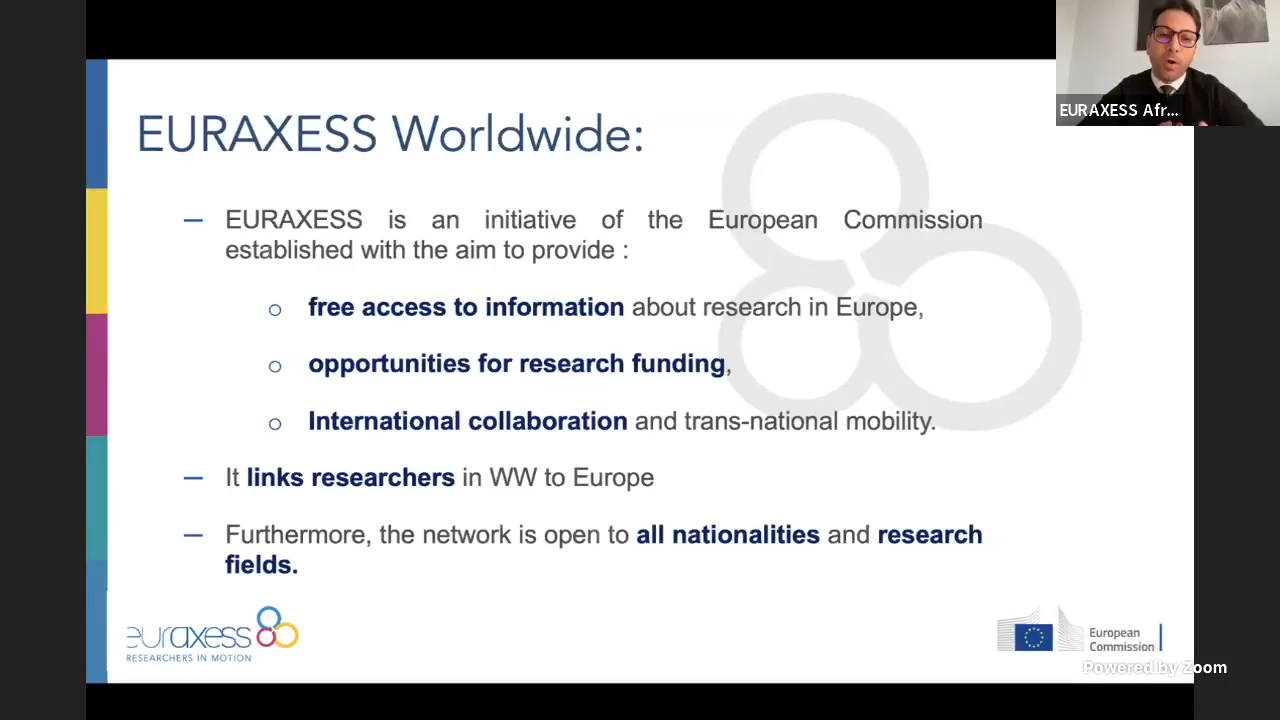 EURAXESS Afr...
EURAXESS Worldwide:
— EURAXESS is an initiative of the European Commission
established with the aim to provide :
o free access to information about research in Europe,
o opportunities for research funding,
o International collaboration and trans-national mobility.
— It links researchers in WW to Europe
— Furthermore, the network is open to all nationalities and research
fields.
euraxess
RESEARCHERS IN MOTION
European
Commission
Powered by Zoom